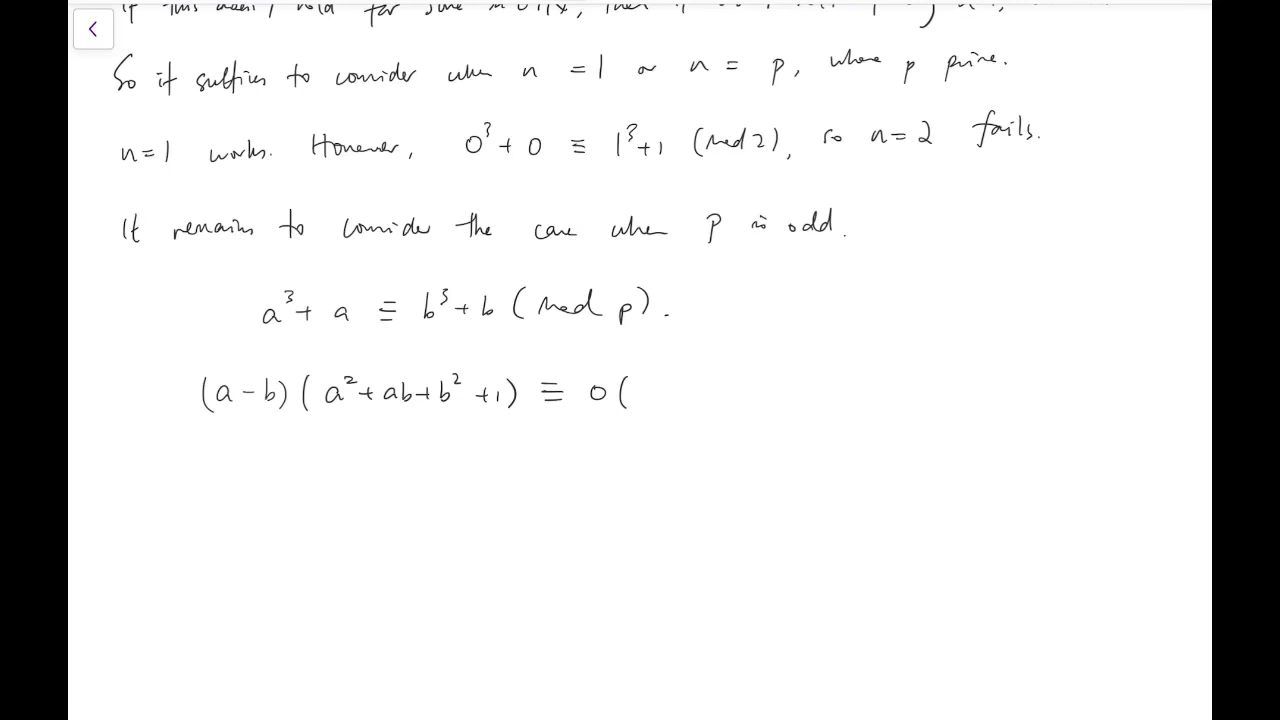 So it suffices to consider when n = 1 or n = p, where p prime.
n=1 works. However, 0³+ 0 ≡ 1³+1 (mod 2), so n=2 fails.
It remains to consider the case when p is odd.
a³+ a ≡ b³+ b (mod p).
(a-b)( a²+ ab+b² +1) ≡ 0 (